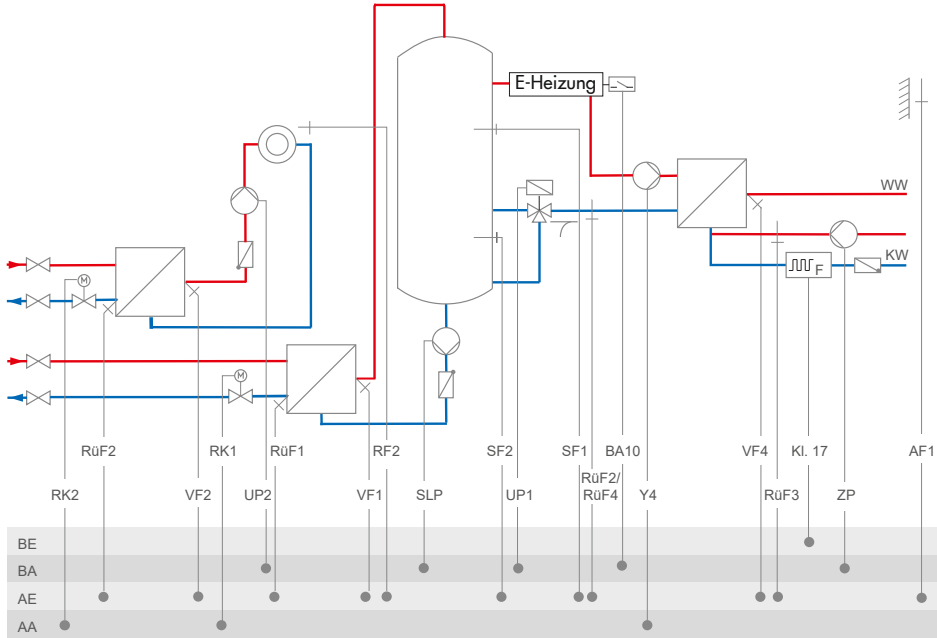 E-Heizung
WW
M
F
KW
M
RüF2
RK1
RüF1
RF2
SF2
SF1
BA10
VF4
Kl. 17
AF1
RüF2/
RüF4
RK2
VF2
UP2
VF1
SLP
UP1
Y4
RüF3
ZP
BE
BA
AE
AA